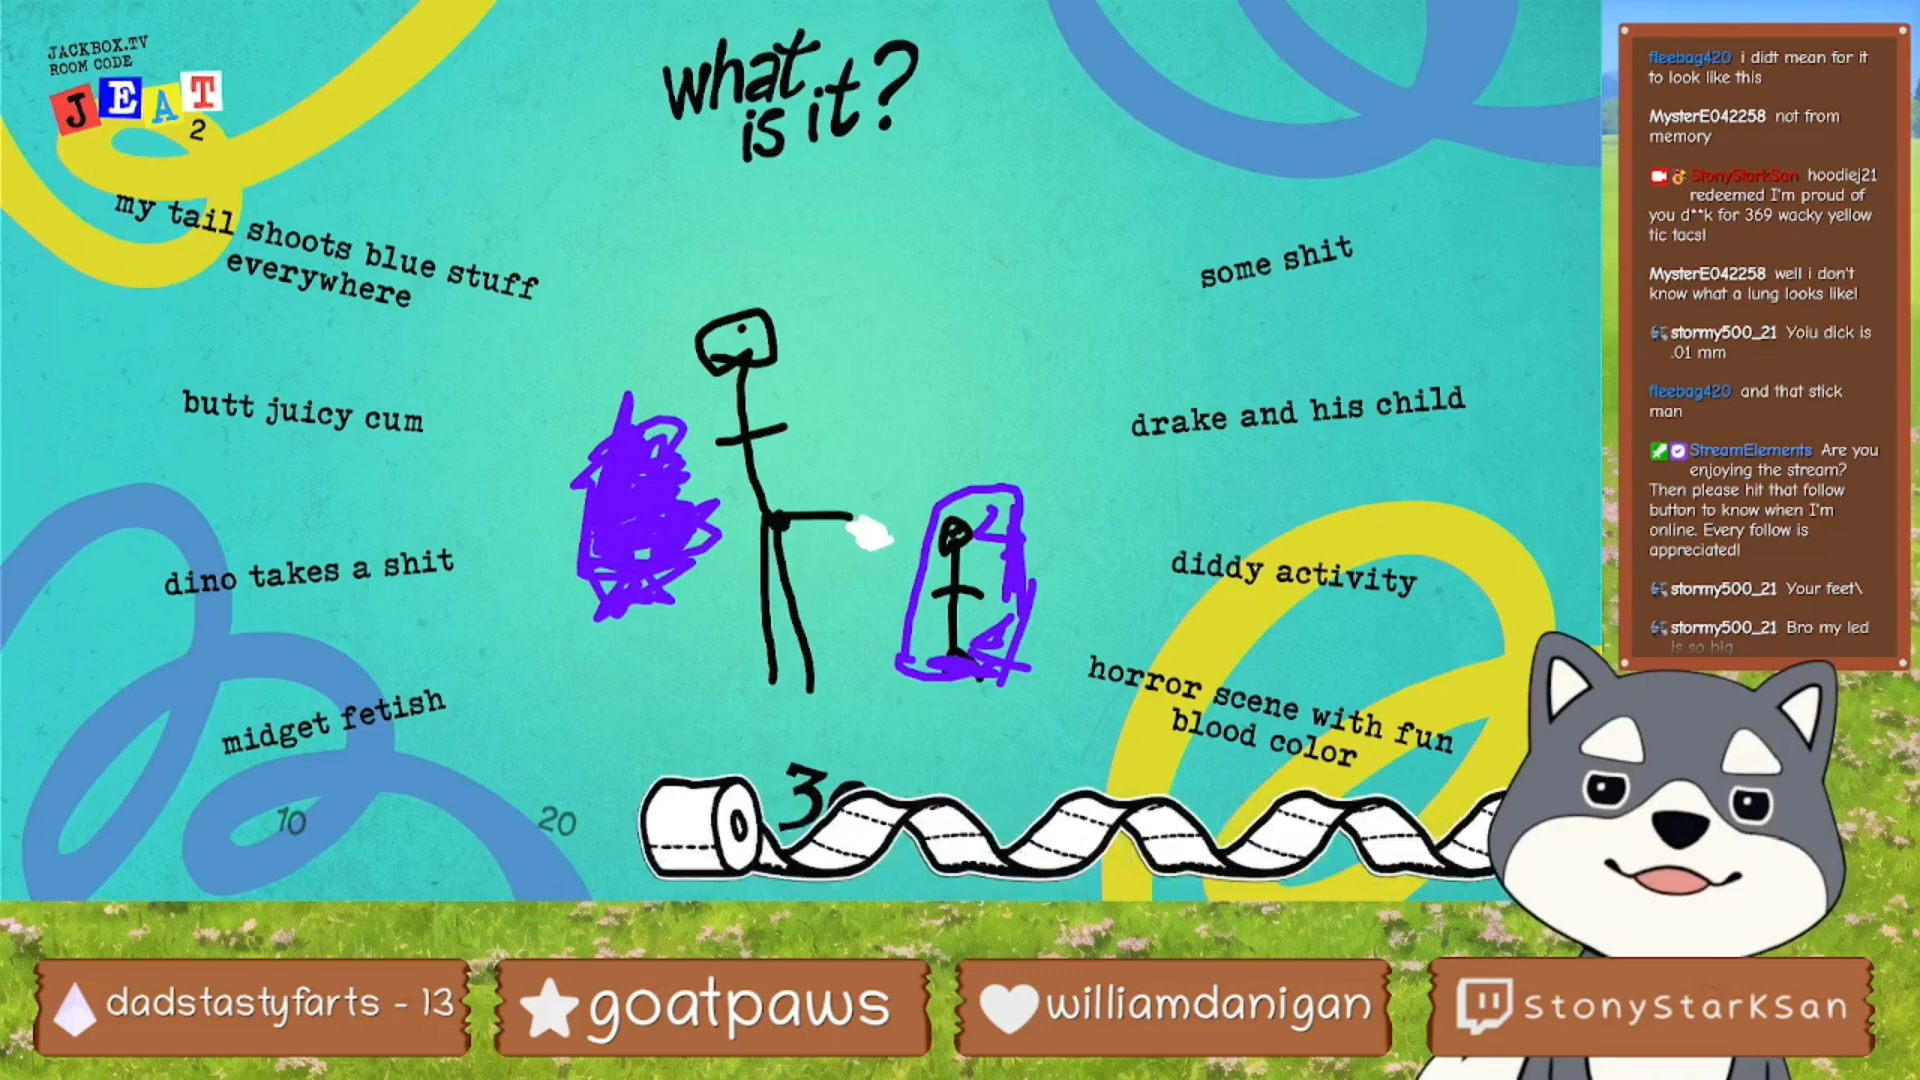 JACKBOX.TV
ROOM CODE
JEAT
2
what
is it?
my tail shoots blue stuff
everywhere
butt juicy cum
dino takes a shit
midget fetish
some shit
drake and his child
diddy activity
horror scene with fun
blood color
10
20
fleebag420 i didt mean for it
to look like this
MysterE042258 not from
memory
StonyStarkSan hoodiej21
redeemed I'm proud of
you d**k for 369 wacky yellow
tic tacs!
MysterE042258 well i don't
know what a lung looks like!
stormy500_21 Yoiu dick is
.01 mm
fleebag420 and that stick
man
StreamElements Are you
enjoying the stream?
Then please hit that follow
button to know when I'm
online. Every follow is
appreciated!
stormy500_21 Your feet\
stormy500_21 Bro my led
is so big
dadstastyfarts - 13
goatpaws
williamdanigan
StonyStarkSan